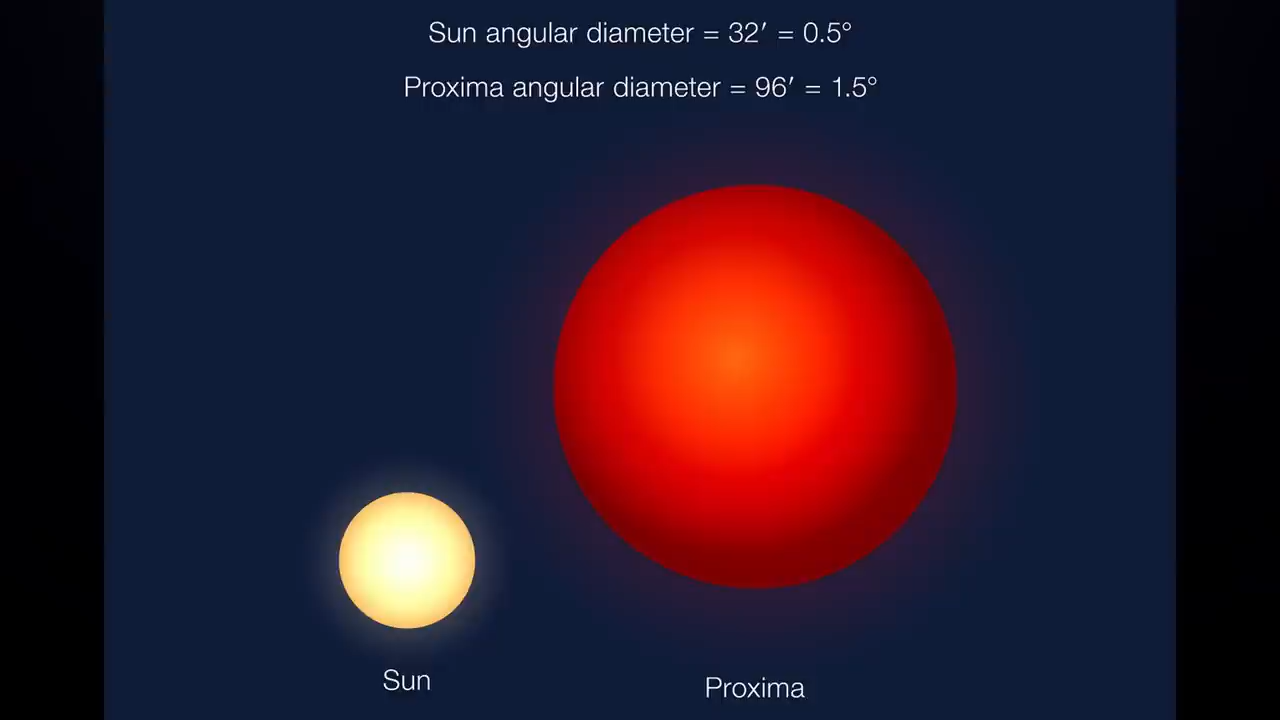 Sun angular diameter = 32′ = 0.5°
Proxima angular diameter = 96′ = 1.5°
Sun
Proxima